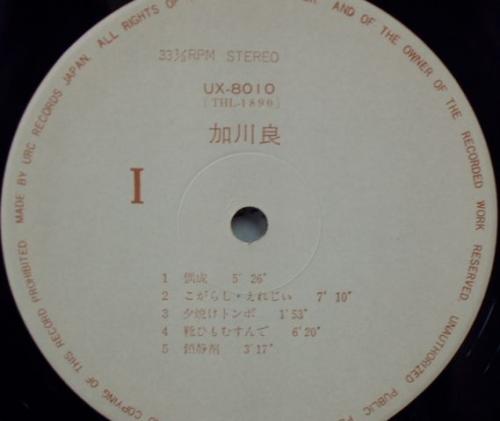 MADE BY URC RECORDS JAPAN. ALL RIGHTS OF
AND OF THE OWNER OF THE RECORDED WORK RESERVED. UNAUTHORIZED PUBLIC
COPYING OF THIS RECORD PROHIBITED
33⅓RPM STEREO
UX-8010
(THL-1890)
加川良
I
1 偶成 5′26″
2 こがらし・えれじぃ 7′10″
3 夕焼けトンボ 1′53″
4 靴ひもむすんで 6′20″
5 鎮静剤 3′17″